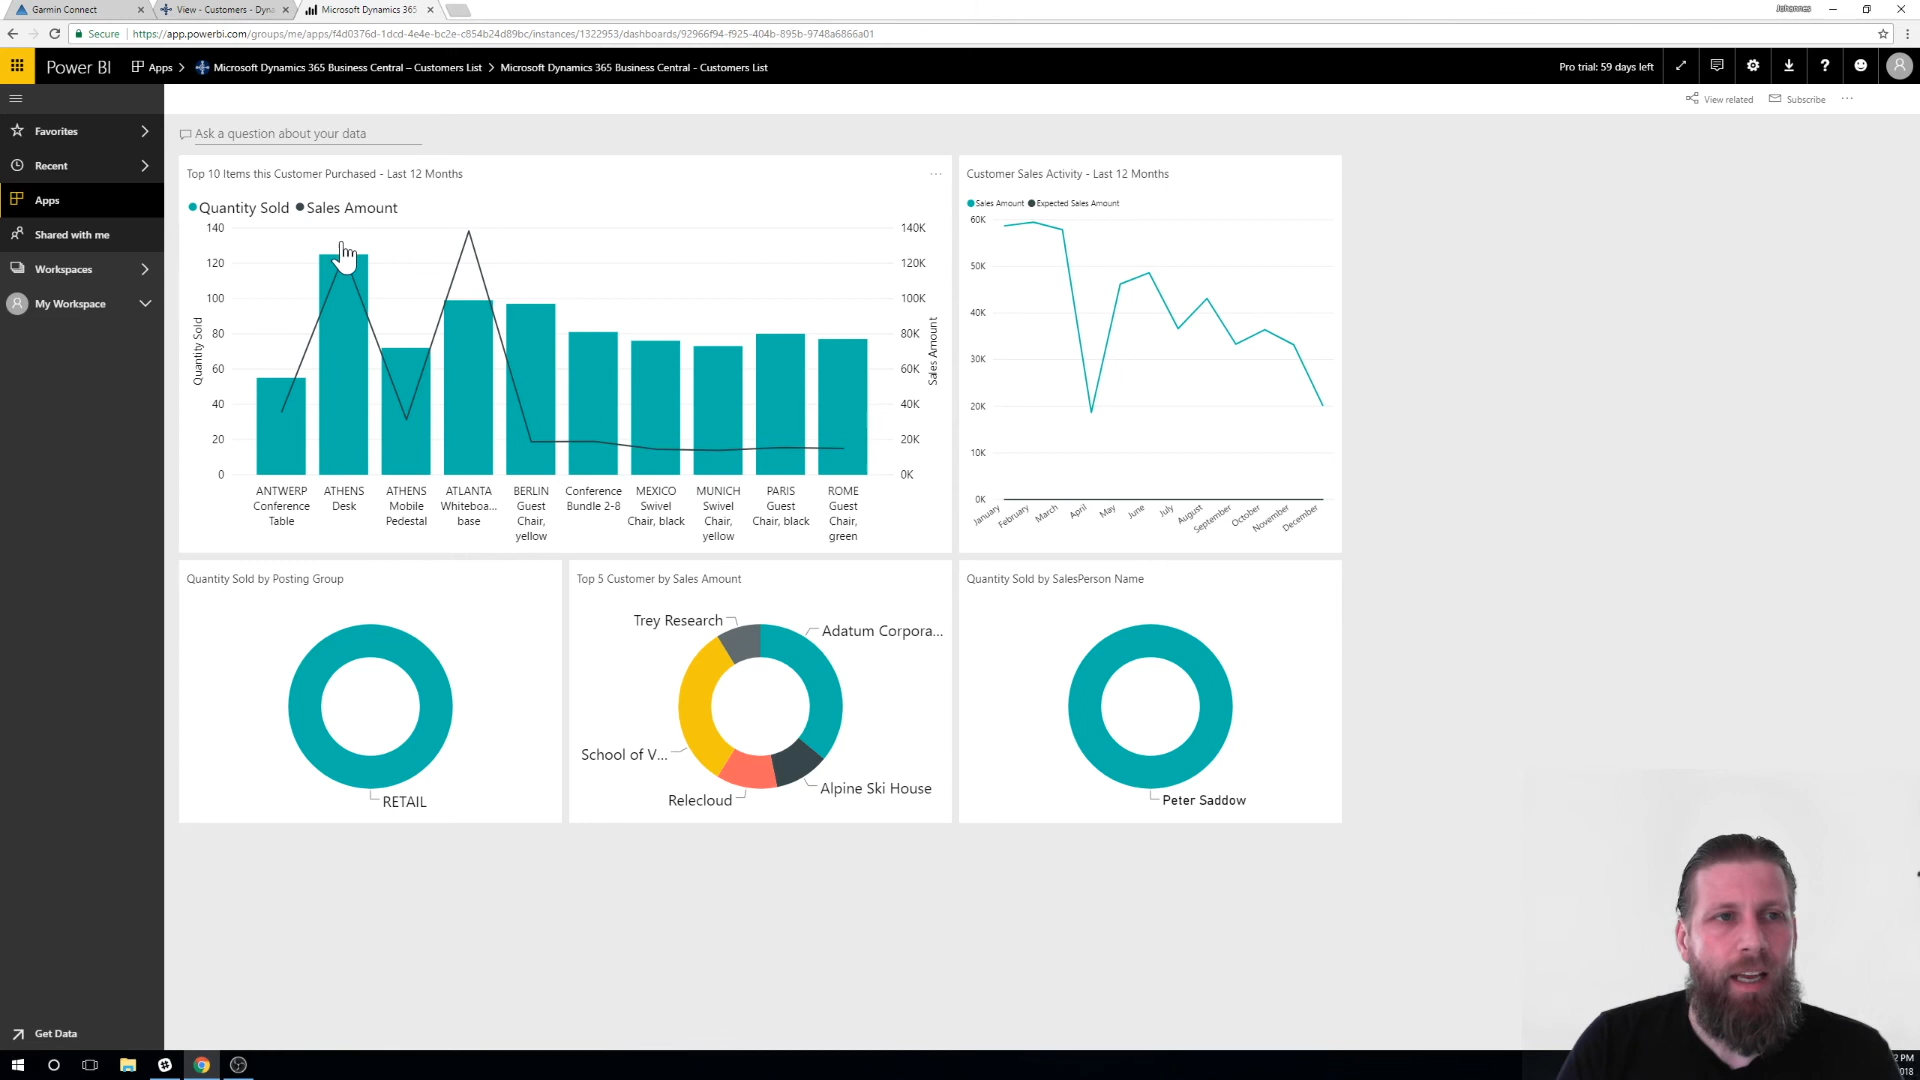 Garmin Connect
View - Customers - Dyna
Microsoft Dynamics 365
Johannes
Secure | https://app.powerbi.com/groups/me/apps/f4d0376d-1dcd-4e4e-bc2e-c854b24d89bc/instances/1322953/dashboards/92966f94-f925-404b-895b-9748a6866a01
Power BI
Apps > Microsoft Dynamics 365 Business Central – Customers List > Microsoft Dynamics 365 Business Central - Customers List
Pro trial: 59 days left
View related
Subscribe
Favorites
Recent
Apps
Shared with me
Workspaces
My Workspace
Get Data
Ask a question about your data
Top 10 Items this Customer Purchased - Last 12 Months
Quantity Sold Sales Amount
140
120
100
80
60
40
20
0
Quantity Sold
140K
120K
100K
80K
60K
40K
20K
0K
Sales Amount
ANTWERP Conference Table
ATHENS Desk
ATHENS Mobile Pedestal
ATLANTA Whiteboa... base
BERLIN Guest Chair, yellow
Conference Bundle 2-8
MEXICO Swivel Chair, black
MUNICH Swivel Chair, yellow
PARIS Guest Chair, black
ROME Guest Chair, green
Customer Sales Activity - Last 12 Months
Sales Amount Expected Sales Amount
60K
50K
40K
30K
20K
10K
0K
January
February
March
April
May
June
July
August
September
October
November
December
Quantity Sold by Posting Group
RETAIL
Top 5 Customer by Sales Amount
Trey Research
Adatum Corpora...
School of V...
Relecloud
Alpine Ski House
Quantity Sold by SalesPerson Name
Peter Saddow
2 PM
018